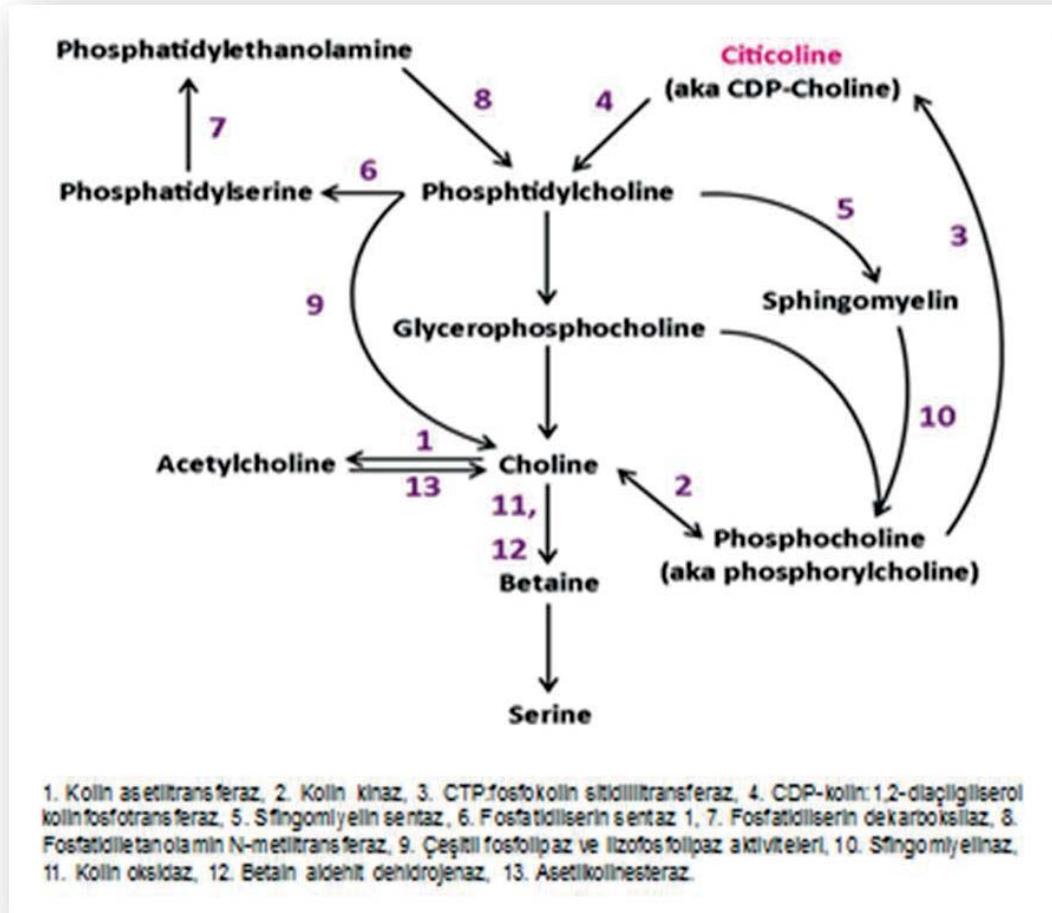 Phosphatidylethanolamine
Citicoline
(aka CDP-Choline)
8
4
7
6
Phosphatidylserine
Phosphtidylcholine
5
3
9
Sphingomyelin
Glycerophosphocholine
10
1
Acetylcholine
Choline
13
2
11,
12
Phosphocholine
(aka phosphorylcholine)
Betaine
Serine
1. Kolin asetiltransferaz, 2. Kolin kinaz, 3. CTP:fosfokolin sitidililtransferaz, 4. CDP-kolin:1,2-diaçilgliserol
kolinfosfotransferaz, 5. Sfingomiyelin sentaz, 6. Fosfatidilserin sentaz 1, 7. Fosfatidilserin dekarboksilaz, 8.
Fosfatidiletanolamin N-metiltransferaz, 9. Çeşitli fosfolipaz ve lizofosfolipaz aktiviteleri, 10. Sfingomiyelinaz,
11. Kolin oksidaz, 12. Betain aldehit dehidrojenaz, 13. Asetilkolinesteraz.